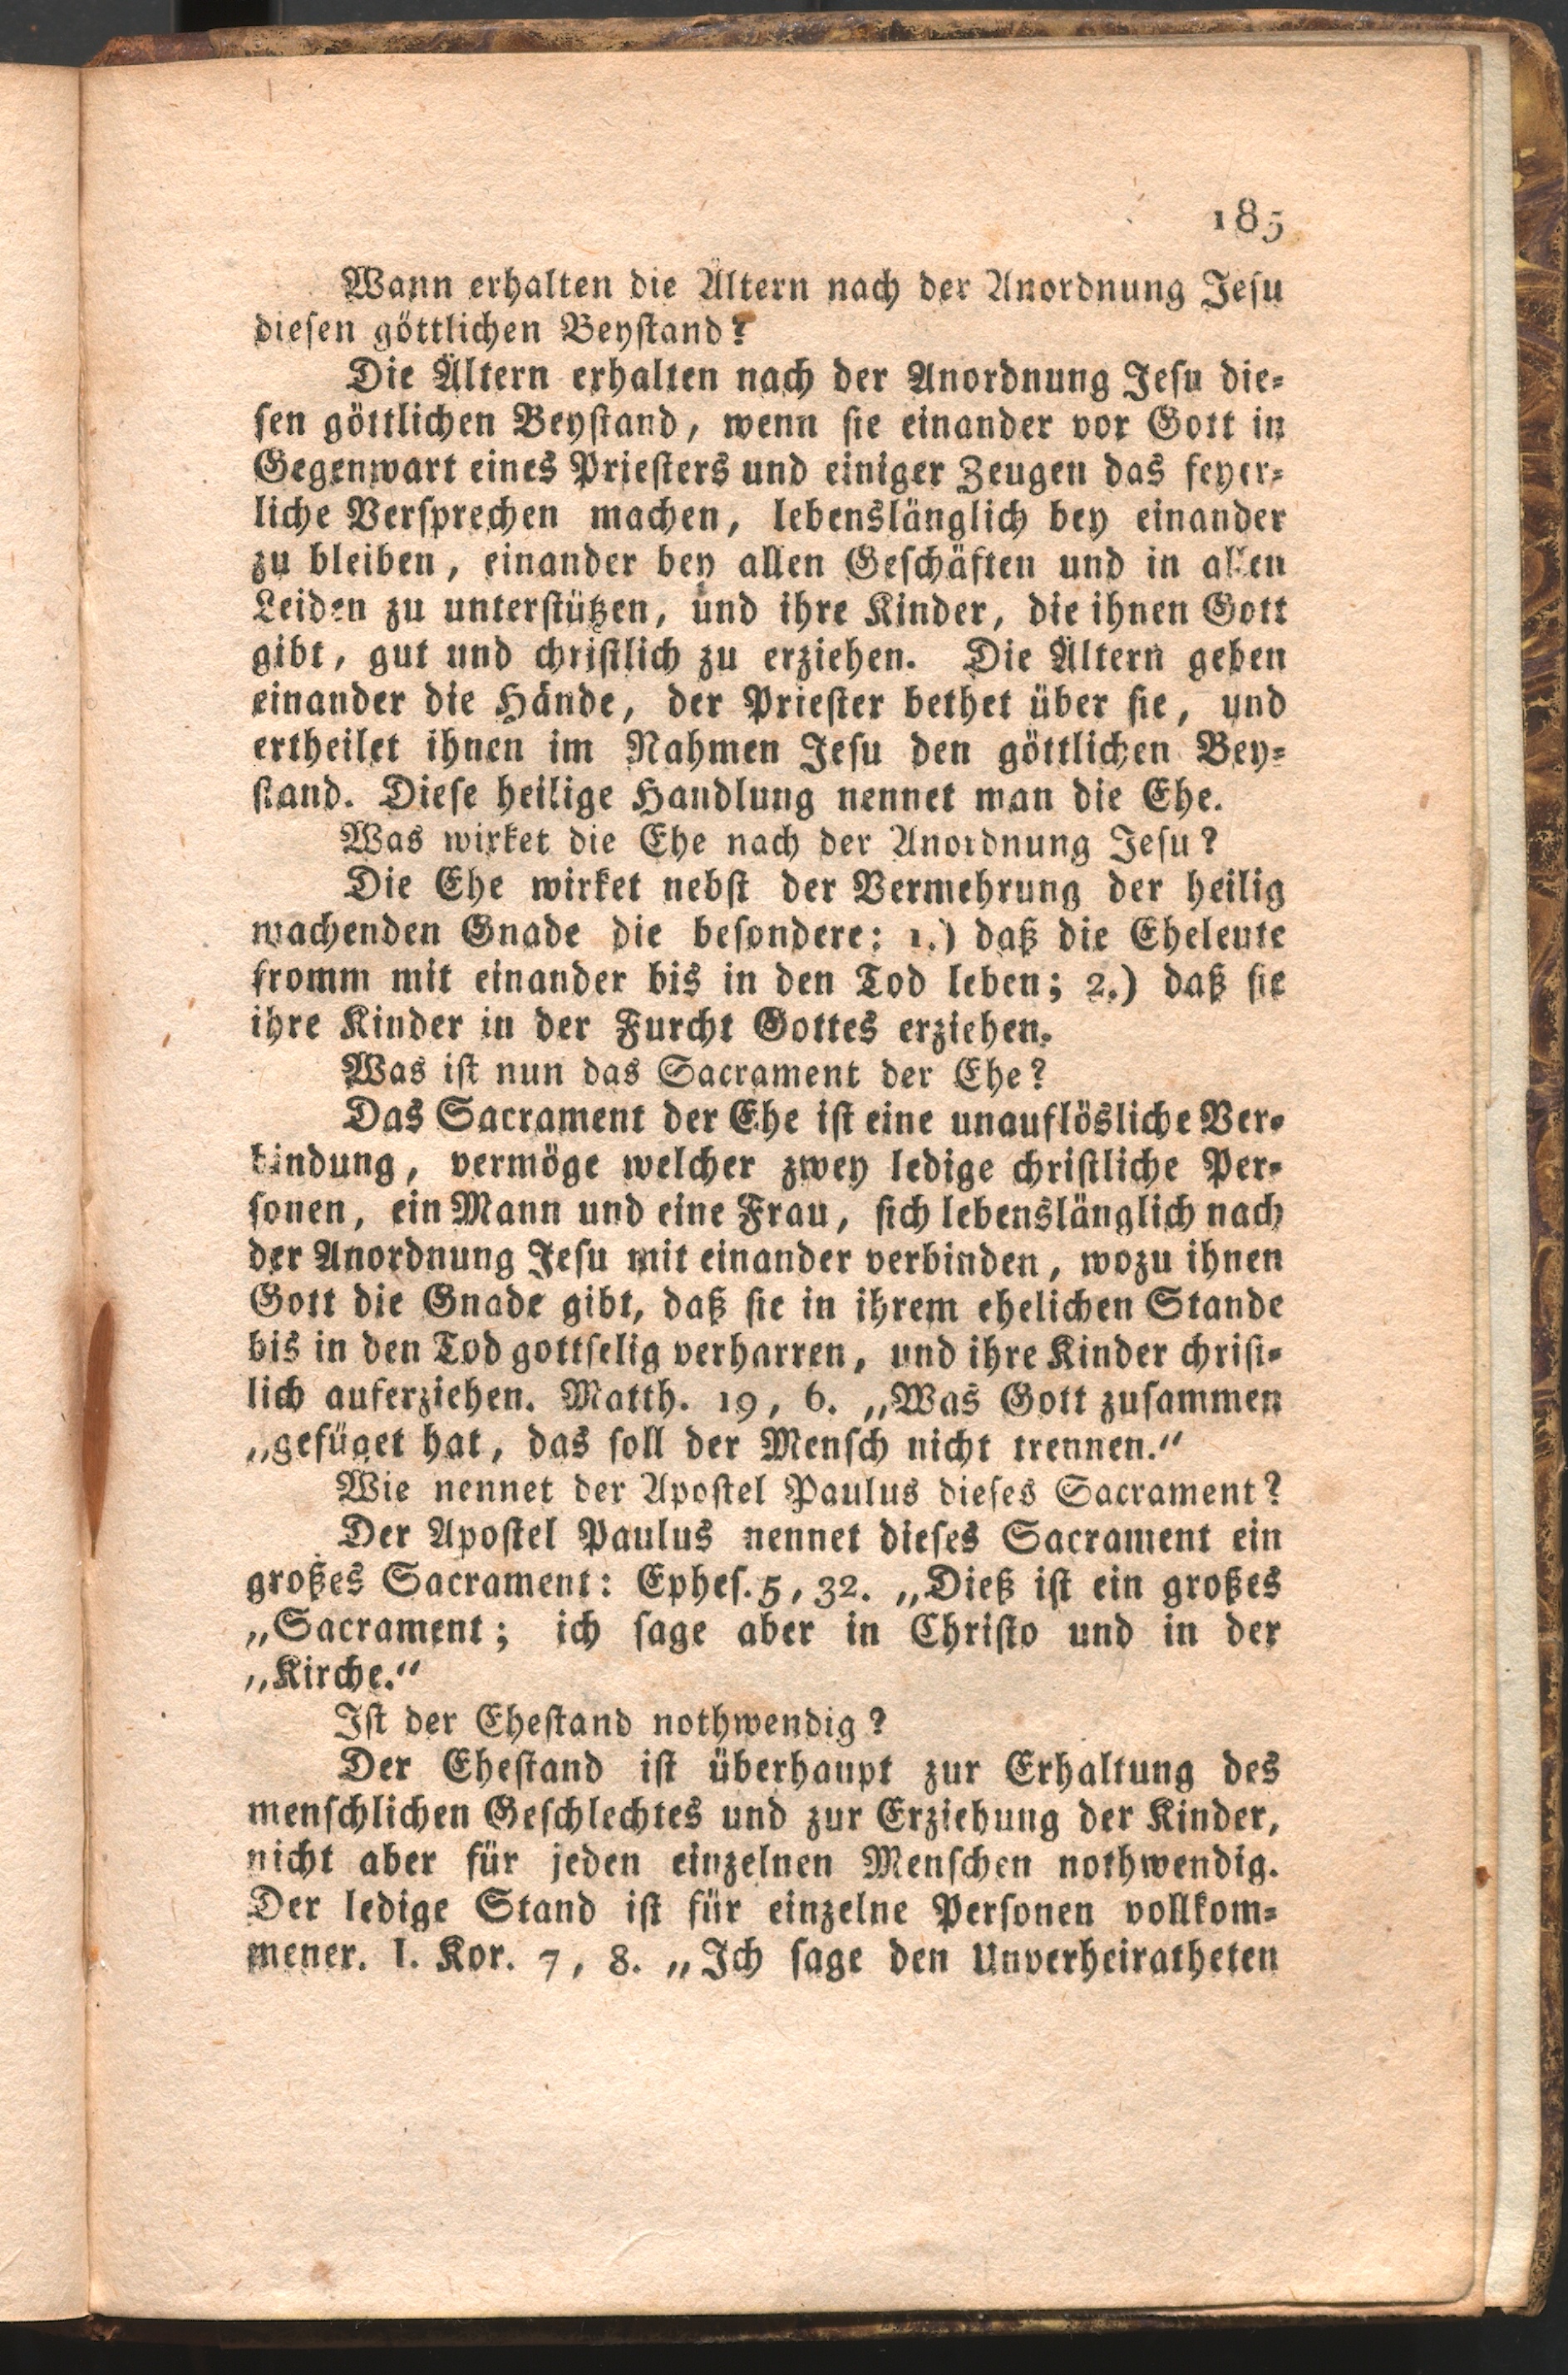 185
Wann erhalten die Ältern nach der Anordnung Jesu
diesen göttlichen Beystand?
Die Ältern erhalten nach der Anordnung Jesu die-
sen göttlichen Beystand, wenn sie einander vor Gott in
Gegenwart eines Priesters und einiger Zeugen das feyer-
liche Versprechen machen, lebenslänglich bey einander
zu bleiben, einander bey allen Geschäften und in allen
Leiden zu unterstützen, und ihre Kinder, die ihnen Gott
gibt, gut und christlich zu erziehen. Die Ältern geben
einander die Hände, der Priester bethet über sie, und
ertheilet ihnen im Nahmen Jesu den göttlichen Bey-
stand. Diese heilige Handlung nennet man die Ehe.
Was wirket die Ehe nach der Anordnung Jesu?
Die Ehe wirket nebst der Vermehrung der heilig
machenden Gnade die besondere: 1.) daß die Eheleute
fromm mit einander bis in den Tod leben; 2.) daß sie
ihre Kinder in der Furcht Gottes erziehen.
Was ist nun das Sacrament der Ehe?
Das Sacrament der Ehe ist eine unauflösliche Ver-
bindung, vermöge welcher zwey ledige christliche Per-
sonen, ein Mann und eine Frau, sich lebenslänglich nach
der Anordnung Jesu mit einander verbinden, wozu ihnen
Gott die Gnade gibt, daß sie in ihrem ehelichen Stande
bis in den Tod gottselig verharren, und ihre Kinder christ-
lich auferziehen. Matth. 19, 6. „Was Gott zusammen
„gefüget hat, das soll der Mensch nicht trennen.“
Wie nennet der Apostel Paulus dieses Sacrament?
Der Apostel Paulus nennet dieses Sacrament ein
großes Sacrament: Ephes. 5, 32. „Dieß ist ein großes
„Sacrament; ich sage aber in Christo und in der
„Kirche.“
Ist der Ehestand nothwendig?
Der Ehestand ist überhaupt zur Erhaltung des
menschlichen Geschlechtes und zur Erziehung der Kinder,
nicht aber für jeden einzelnen Menschen nothwendig.
Der ledige Stand ist für einzelne Personen vollkom-
mener. I. Kor. 7, 8. „Ich sage den Unverheiratheten